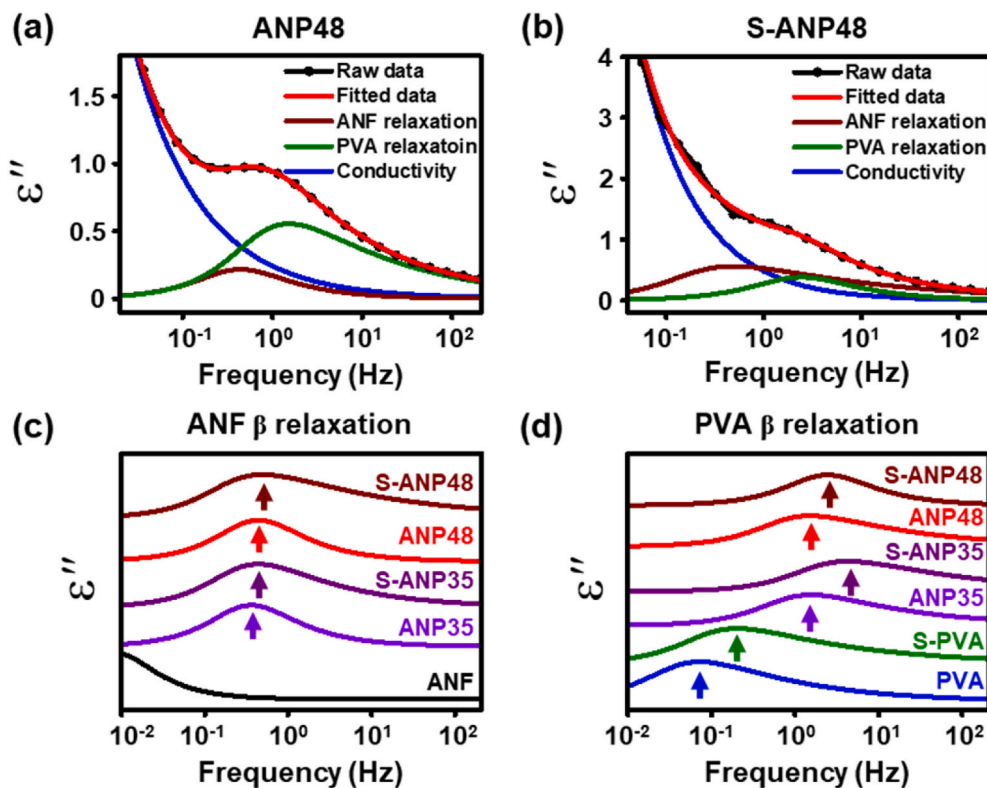 (a) ANP48
ε″
1.5
1.0
0.5
0
Raw data
Fitted data
ANF relaxation
PVA relaxatoin
Conductivity
10⁻¹ 10⁰ 10¹ 10²
Frequency (Hz)
(b) S-ANP48
ε″
4
3
2
1
0
Raw data
Fitted data
ANF relaxation
PVA relaxation
Conductivity
10⁻¹ 10⁰ 10¹ 10²
Frequency (Hz)
(c) ANF β relaxation
ε″
S-ANP48
ANP48
S-ANP35
ANP35
ANF
10⁻² 10⁻¹ 10⁰ 10¹ 10²
Frequency (Hz)
(d) PVA β relaxation
ε″
S-ANP48
ANP48
S-ANP35
ANP35
S-PVA
PVA
10⁻² 10⁻¹ 10⁰ 10¹ 10²
Frequency (Hz)